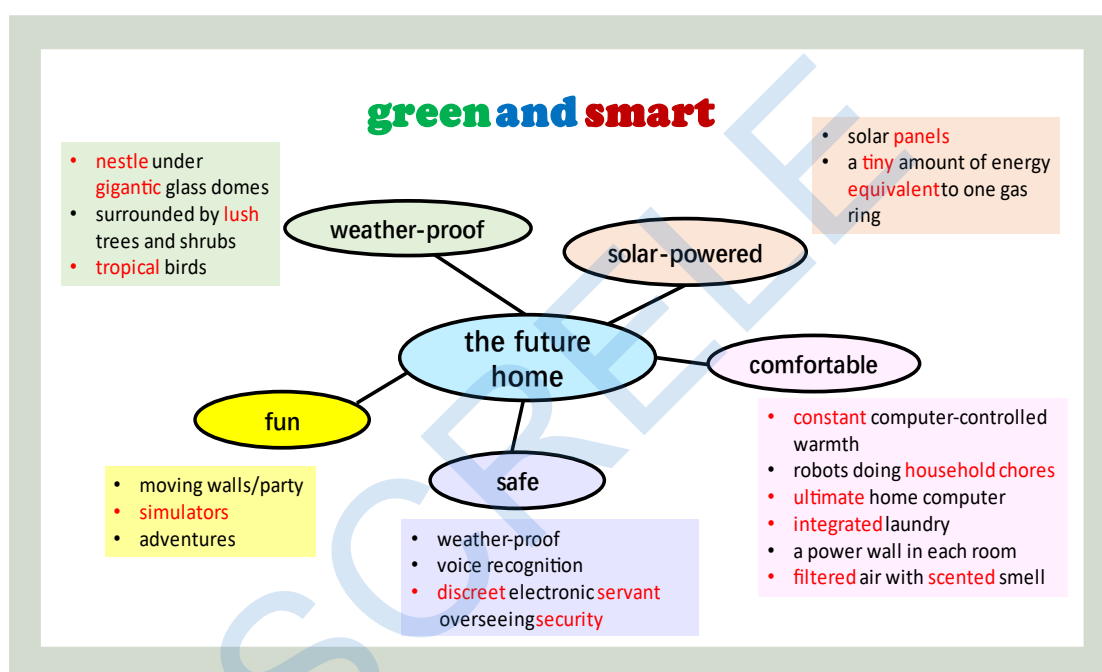 green and smart
• nestle under
gigantic glass domes
• surrounded by lush
trees and shrubs
• tropical birds
weather-proof
• solar panels
• a tiny amount of energy
equivalent to one gas
ring
solar-powered
the future
home
comfortable
• constant computer-controlled
warmth
• robots doing household chores
• ultimate home computer
• integrated laundry
• a power wall in each room
• filtered air with scented smell
fun
• moving walls/party
• simulators
• adventures
safe
• weather-proof
• voice recognition
• discreet electronic servant
overseeing security